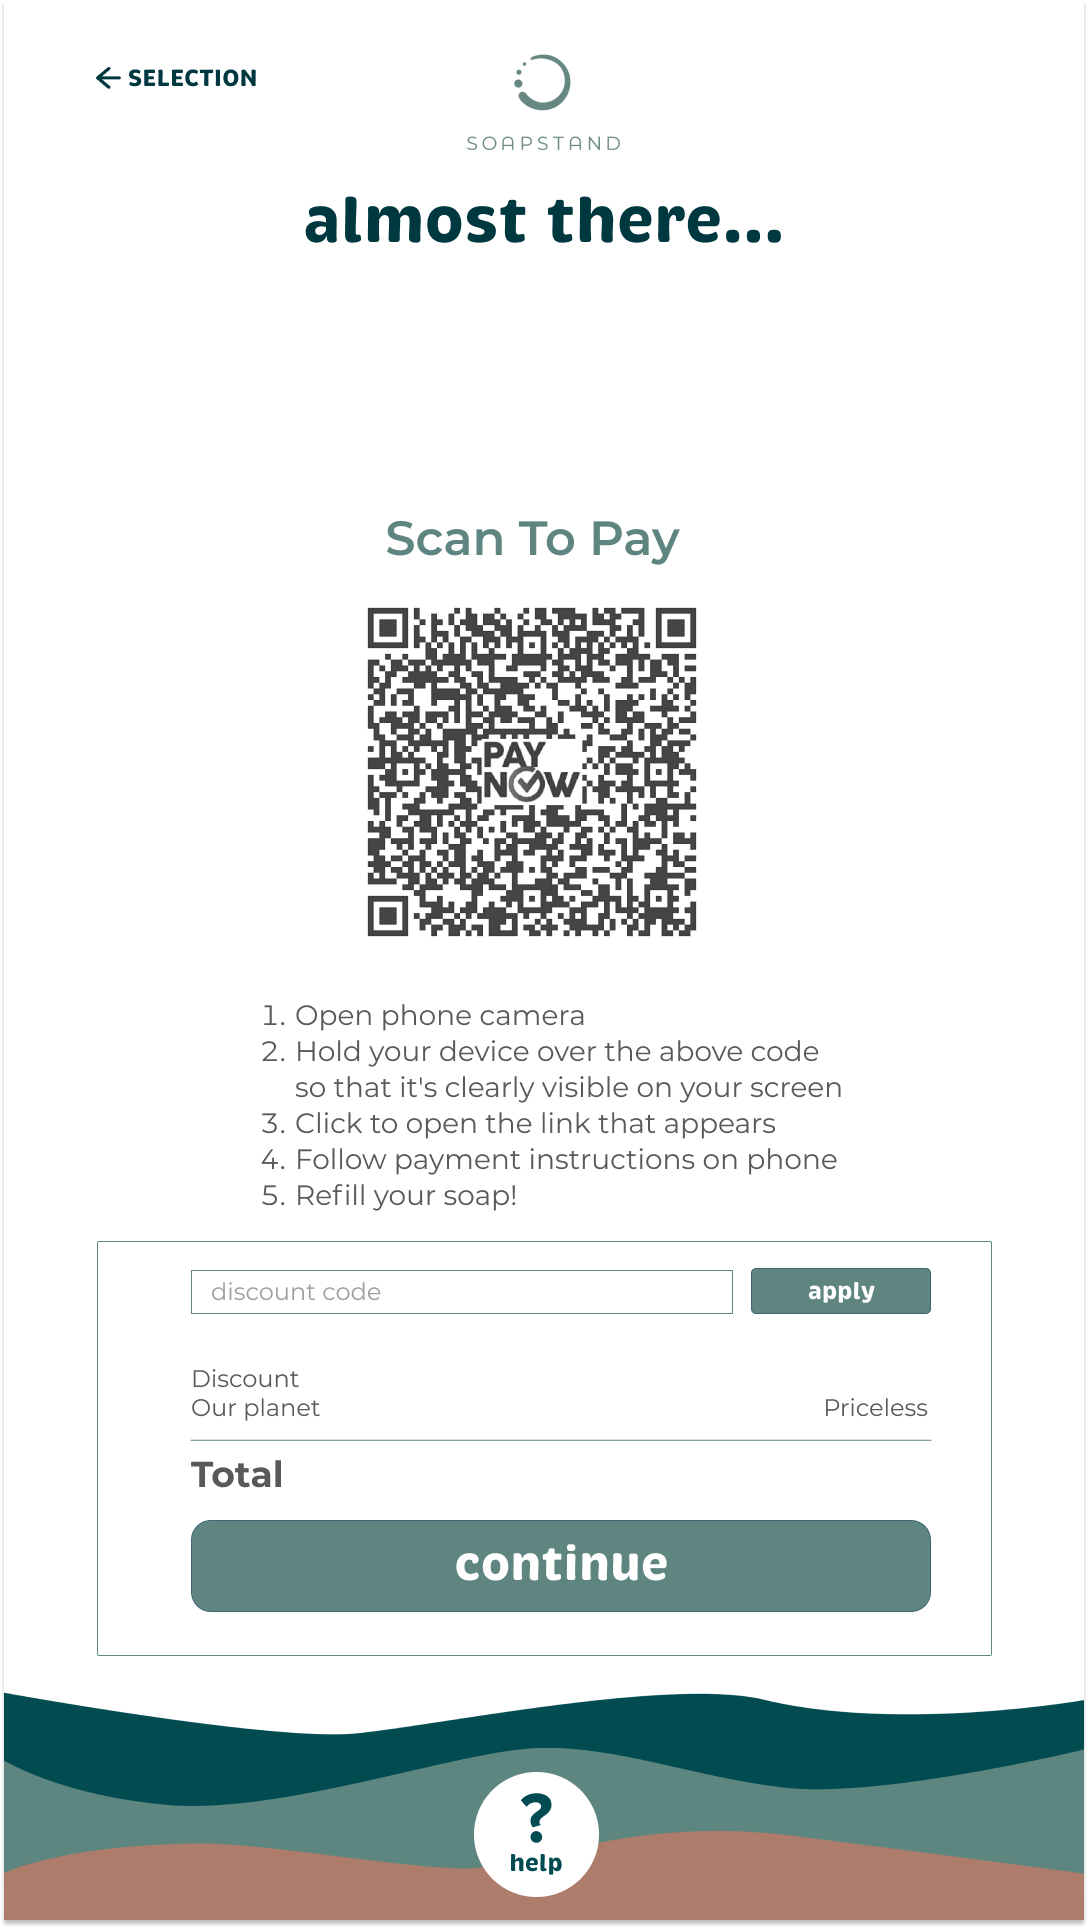 ← SELECTION
SOAPSTAND
almost there...
Scan To Pay
PAY
NOW
1. Open phone camera
2. Hold your device over the above code
so that it's clearly visible on your screen
3. Click to open the link that appears
4. Follow payment instructions on phone
5. Refill your soap!
discount code
apply
Discount
Our planet Priceless
Total
continue
?
help